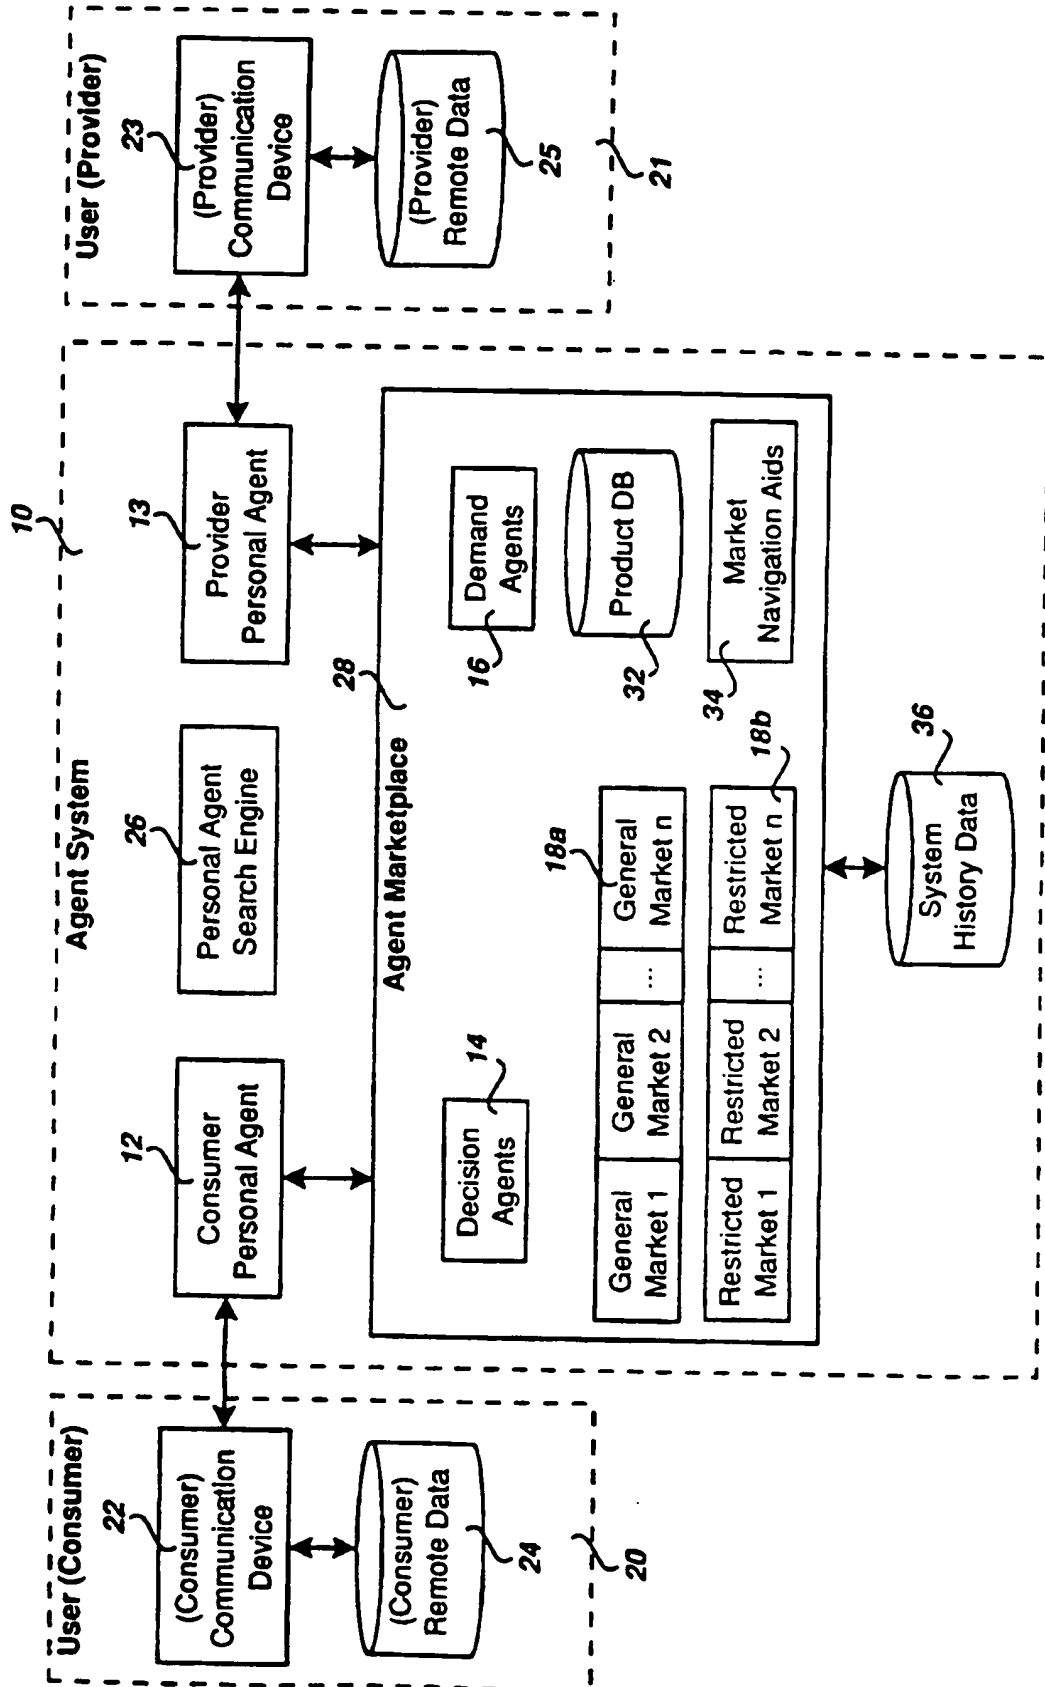 User (Consumer)
22
(Consumer)
Communication
Device
(Consumer)
Remote Data
24
20
10
Agent System
12
Consumer
Personal Agent
26
Personal Agent
Search Engine
13
Provider
Personal Agent
Agent Marketplace
28
14
Decision
Agents
16
Demand
Agents
18a
General
Market 1
General
Market 2
...
General
Market n
32
Product DB
Restricted
Market 1
Restricted
Market 2
...
Restricted
Market n
18b
34
Market
Navigation Aids
System
History Data
36
User (Provider)
23
(Provider)
Communication
Device
(Provider)
Remote Data
25
21